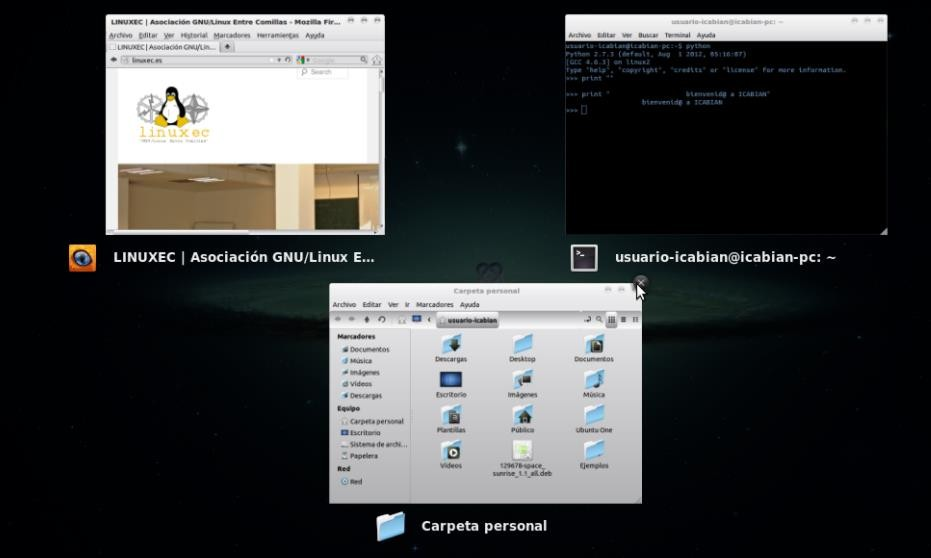 LINUXEC | Asociación GNU/Linux Entre Comillas - Mozilla Fir...
Archivo Editar Ver Historial Marcadores Herramientas Ayuda
LINUXEC | Asociación GNU/Lin...
linuxec.es
Google
Search
linuxec
"GNU/Linux Entre Comillas"
LINUXEC | Asociación GNU/Linux E...
usuario-icabian@icabian-pc: ~
Archivo Editar Ver Buscar Terminal Ayuda
usuario-icabian@icabian-pc:~$ python
Python 2.7.3 (default, Aug 1 2012, 05:16:07)
[GCC 4.6.3] on linux2
Type "help", "copyright", "credits" or "license" for more information.
>>> print ""

>>> print " bienvenid@ a ICABIAN"
bienvenid@ a ICABIAN
>>>
usuario-icabian@icabian-pc: ~
Carpeta personal
Archivo Editar Ver Ir Marcadores Ayuda
usuario-icabian
Marcadores
Documentos
Música
Imágenes
Vídeos
Descargas
Equipo
Carpeta personal
Escritorio
Sistema de archi...
Papelera
Red
Red
Descargas Desktop Documentos
Escritorio Imágenes Música
Plantillas Público Ubuntu One
Vídeos 129678-space_ Ejemplos
sunrise_1.1_all.deb
Carpeta personal